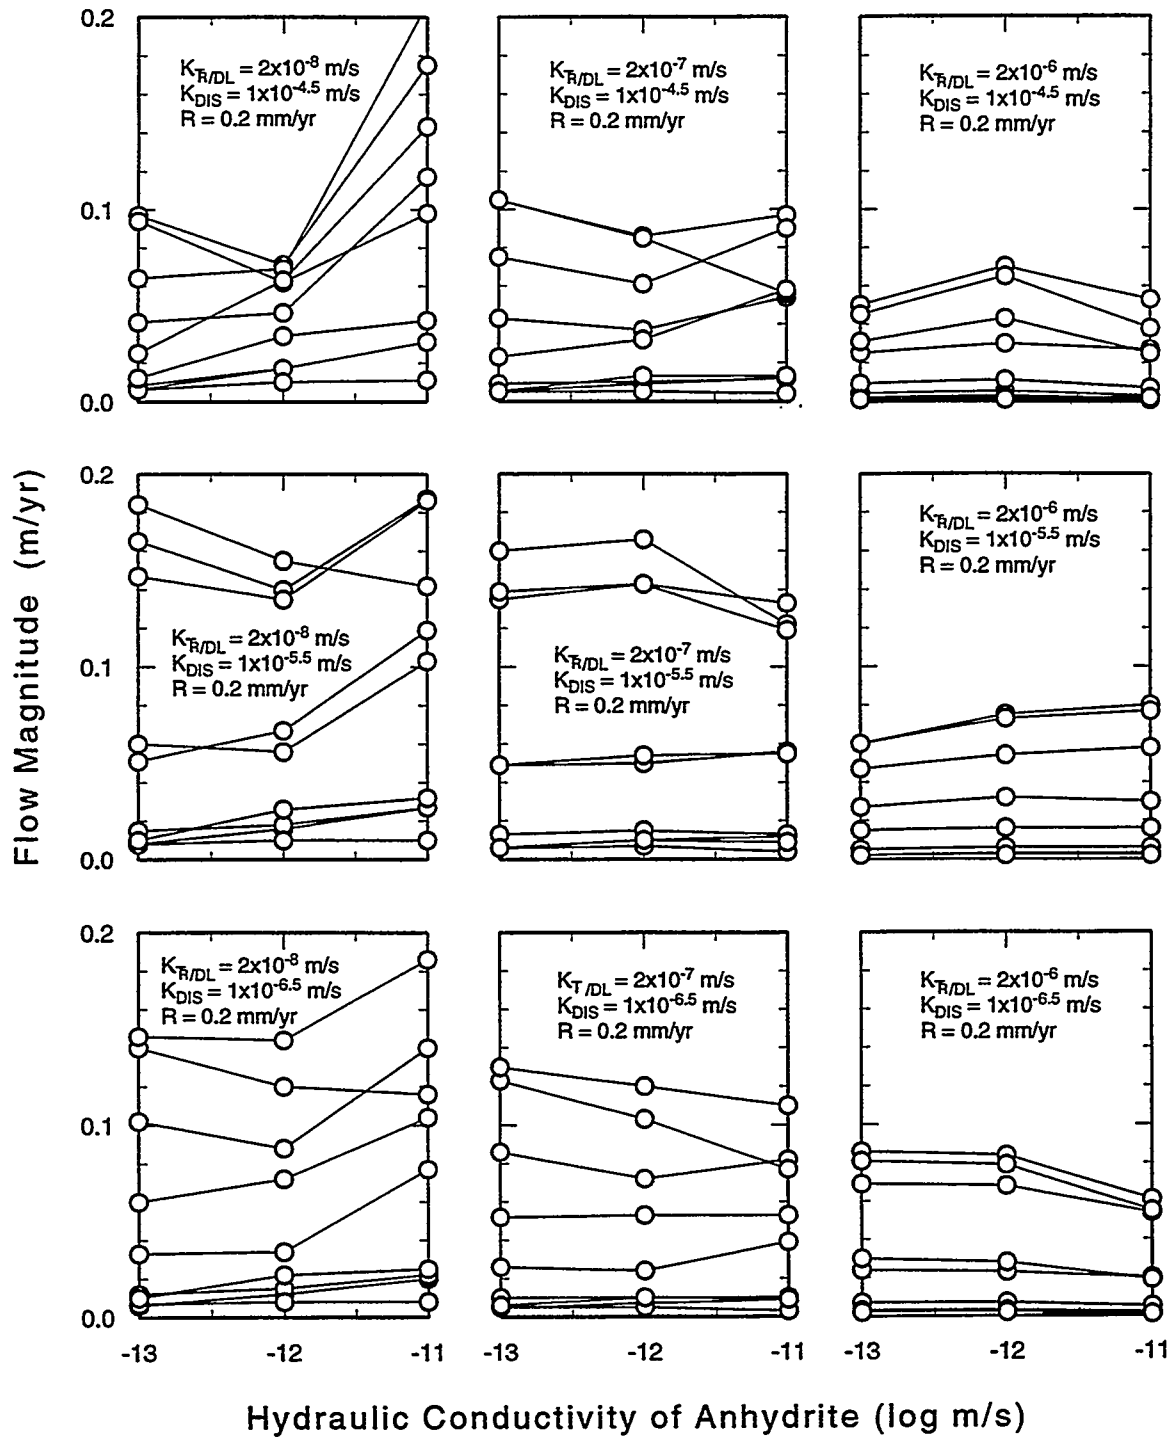 0.2
0.1
0.0
K_T̄R/DL = 2x10^-8 m/s
K_DIS = 1x10^-4.5 m/s
R = 0.2 mm/yr
K_T̄R/DL = 2x10^-7 m/s
K_DIS = 1x10^-4.5 m/s
R = 0.2 mm/yr
K_T̄R/DL = 2x10^-6 m/s
K_DIS = 1x10^-4.5 m/s
R = 0.2 mm/yr
Flow Magnitude (m/yr)
0.2
0.1
0.0
K_T̄R/DL = 2x10^-8 m/s
K_DIS = 1x10^-5.5 m/s
R = 0.2 mm/yr
K_T̄R/DL = 2x10^-7 m/s
K_DIS = 1x10^-5.5 m/s
R = 0.2 mm/yr
K_T̄R/DL = 2x10^-6 m/s
K_DIS = 1x10^-5.5 m/s
R = 0.2 mm/yr
0.2
0.1
0.0
K_T̄R/DL = 2x10^-8 m/s
K_DIS = 1x10^-6.5 m/s
R = 0.2 mm/yr
K_T /DL = 2x10^-7 m/s
K_DIS = 1x10^-6.5 m/s
R = 0.2 mm/yr
K_T̄R/DL = 2x10^-6 m/s
K_DIS = 1x10^-6.5 m/s
R = 0.2 mm/yr
-13 -12 -11 -13 -12 -11 -13 -12 -11
Hydraulic Conductivity of Anhydrite (log m/s)